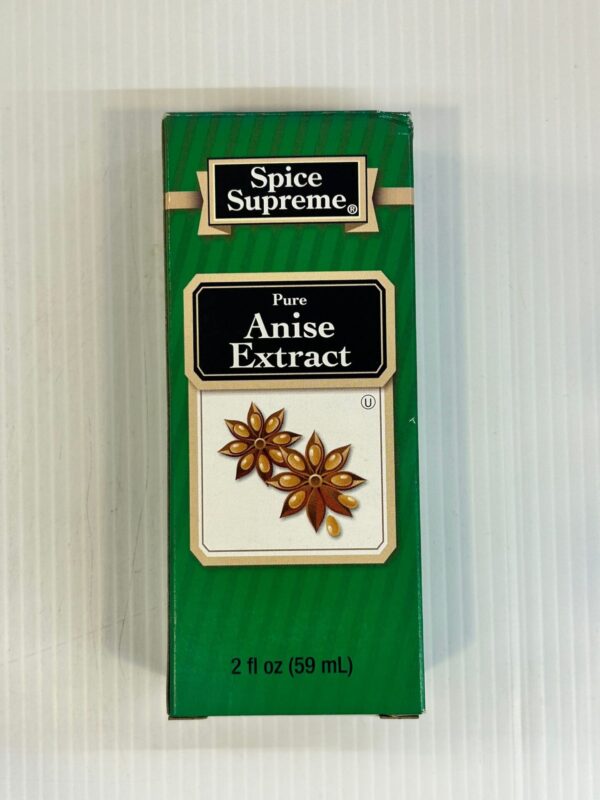 Spice
Supreme®
Pure
Anise
Extract
Ⓤ
2 fl oz (59 mL)